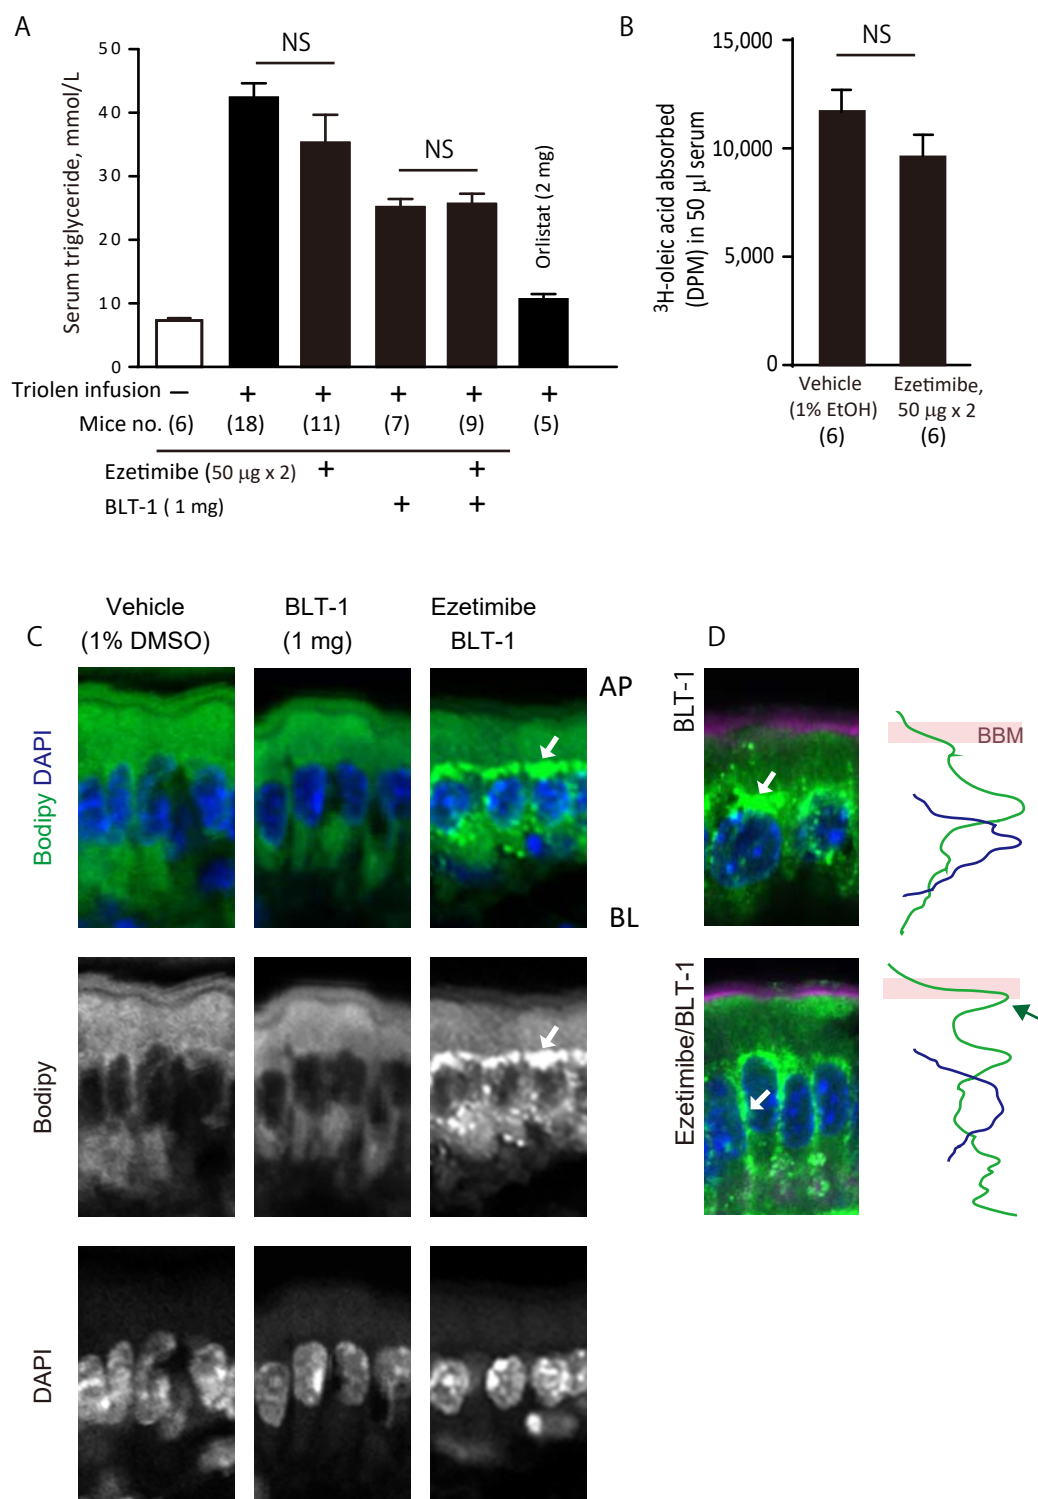 A
50
40
30
20
10
0
Serum triglyceride, mmol/L
NS
NS
Orlistat (2 mg)
Triolen infusion – + + + + +
Mice no. (6) (18) (11) (7) (9) (5)
Ezetimibe (50 µg x 2) + +
BLT-1 ( 1 mg) + +
B
15,000
10,000
5,000
0
³H-oleic acid absorbed
(DPM) in 50 µl serum
NS
Vehicle
(1% EtOH)
(6)
Ezetimibe,
50 µg x 2
(6)
C
Vehicle
(1% DMSO)
BLT-1
(1 mg)
Ezetimibe
BLT-1
Bodipy DAPI
AP
BL
Bodipy
DAPI
D
BLT-1
BBM
Ezetimibe/BLT-1